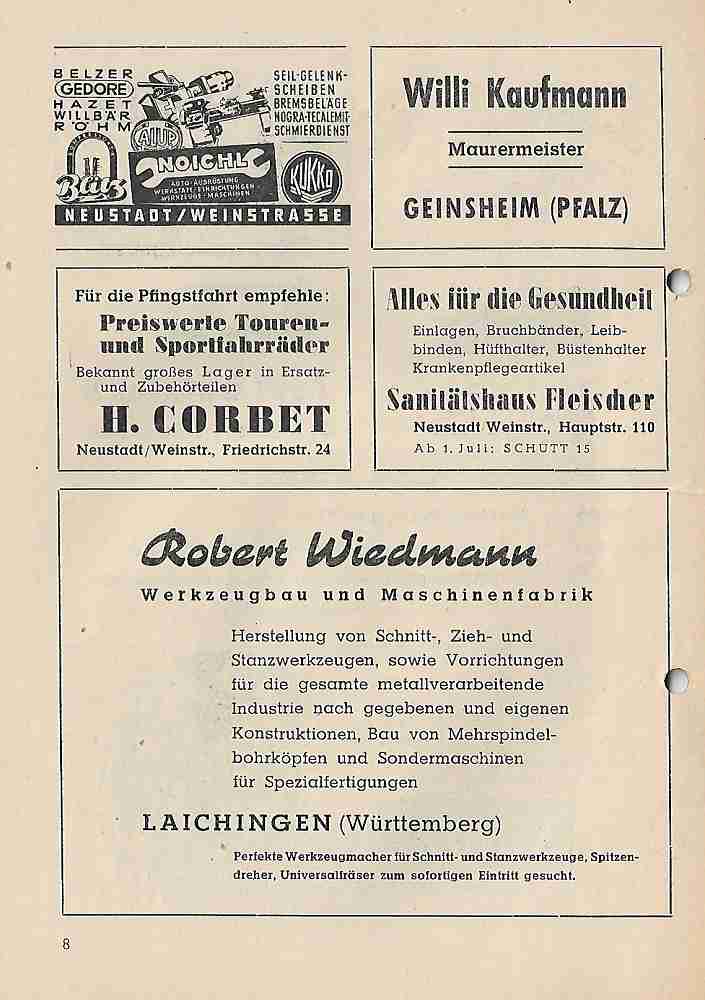 BELZER
GEDORE
HAZET
WILLBÄR
RÖHM
SEIL-GELENK-
SCHEIBEN
BREMSBELÄGE
NOGRA-TECALEMIT-
SCHMIERDIENST
ALUP
NOICHL
AUTO-AUSRÜSTUNG
WERKSTATT-EINRICHTUNGEN
WERKZEUGE-MASCHINEN
KUKKO
NEUSTADT/WEINSTRASSE
Willi Kaufmann
Maurermeister
GEINSHEIM (PFALZ)
Für die Pfingstfahrt empfehle:
Preiswerte Touren-
und Sportfahrräder
Bekannt großes Lager in Ersatz-
und Zubehörteilen
H. CORBET
Neustadt/Weinstr., Friedrichstr. 24
Alles für die Gesundheit
Einlagen, Bruchbänder, Leib-
binden, Hüfthalter, Büstenhalter
Krankenpflegeartikel
Sanitätshaus Fleischer
Neustadt Weinstr., Hauptstr. 110
Ab 1. Juli: SCHÜTT 15
Robert Wiedmann
Werkzeugbau und Maschinenfabrik
Herstellung von Schnitt-, Zieh- und
Stanzwerkzeugen, sowie Vorrichtungen
für die gesamte metallverarbeitende
Industrie nach gegebenen und eigenen
Konstruktionen, Bau von Mehrspindel-
bohrköpfen und Sondermaschinen
für Spezialfertigungen
LAICHINGEN (Württemberg)
Perfekte Werkzeugmacher für Schnitt- und Stanzwerkzeuge, Spitzen-
dreher, Universalfräser zum sofortigen Eintritt gesucht.
8